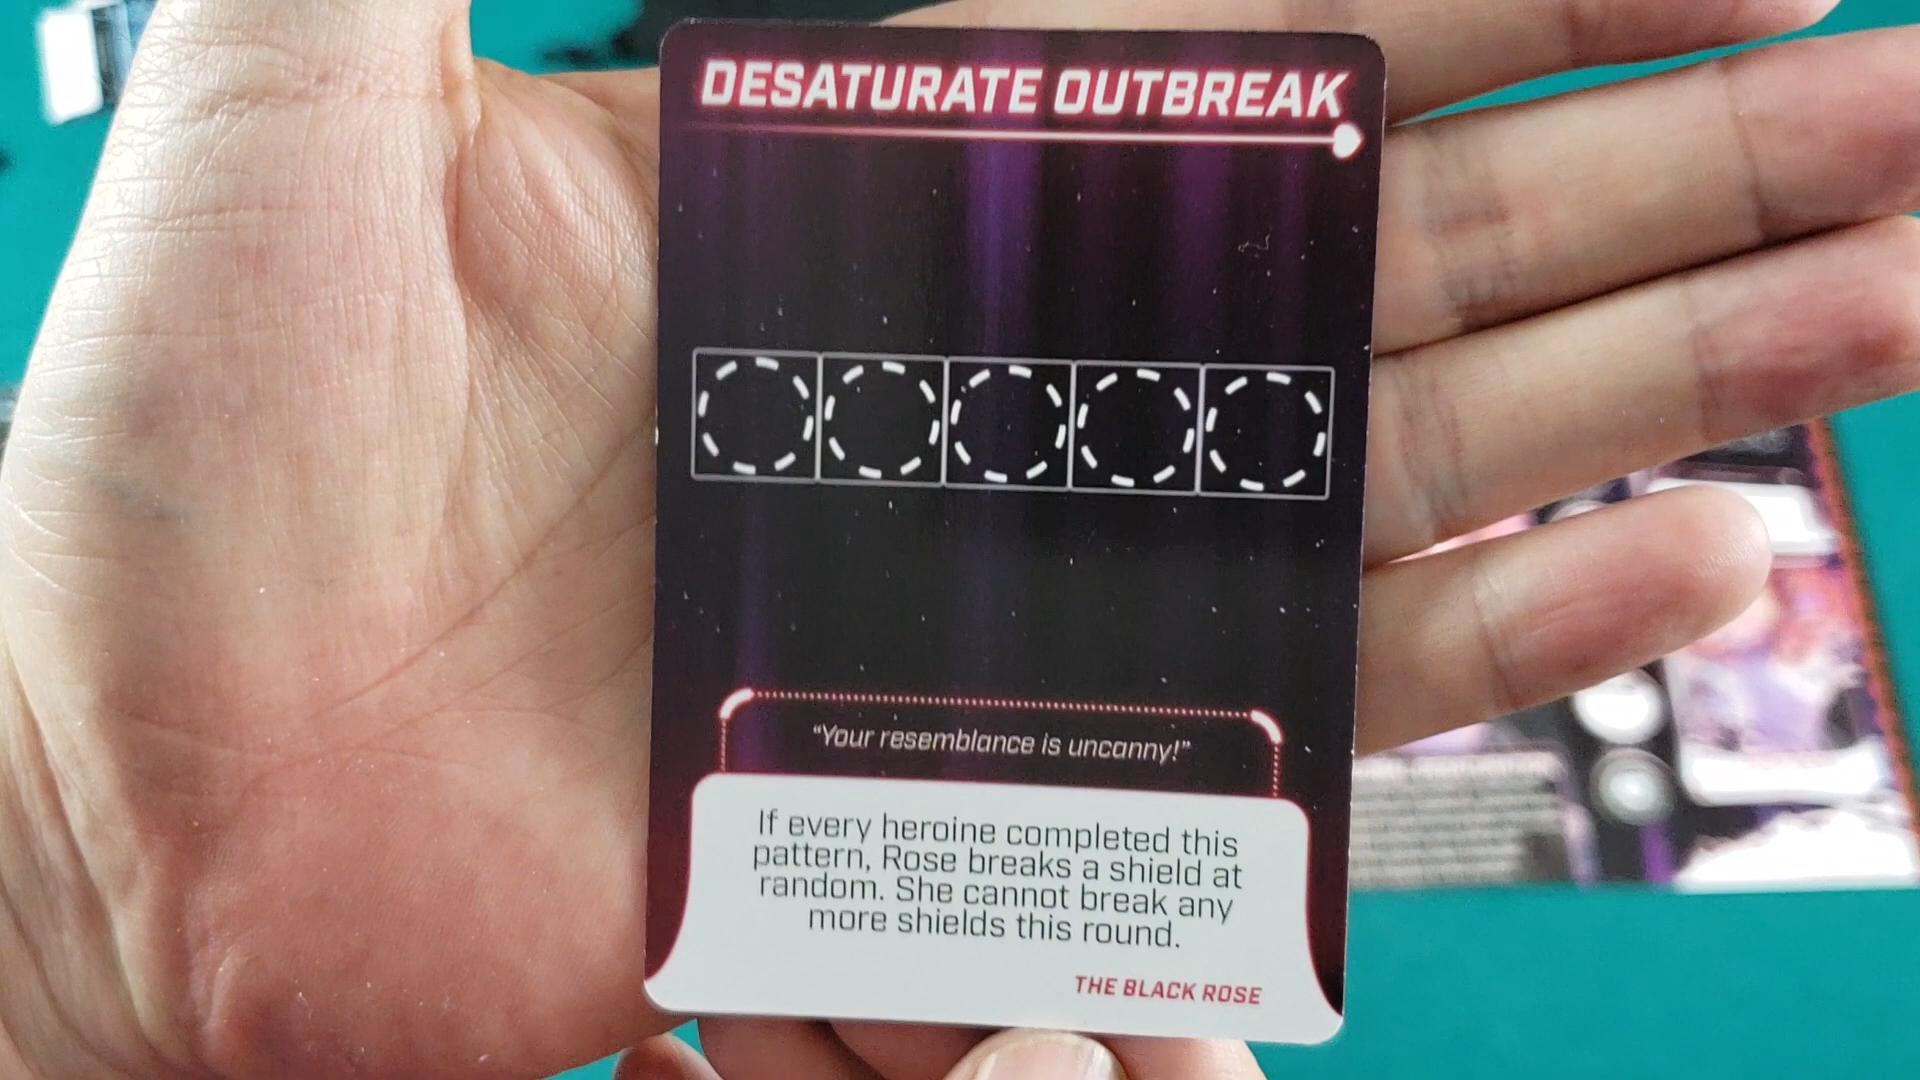 DESATURATE OUTBREAK
"Your resemblance is uncanny!"
If every heroine completed this
pattern, Rose breaks a shield at
random. She cannot break any
more shields this round.
THE BLACK ROSE